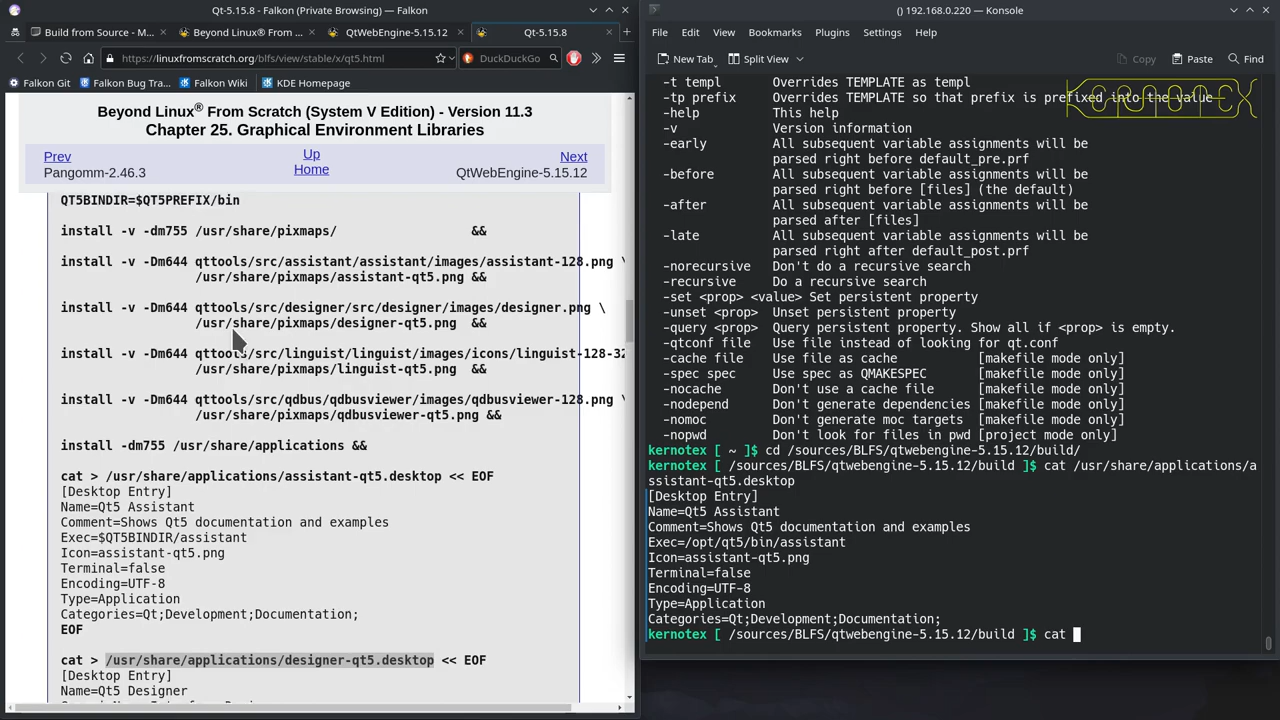 Qt-5.15.8 - Falkon (Private Browsing) — Falkon
Build from Source - M...
Beyond Linux® From ...
QtWebEngine-5.15.12
Qt-5.15.8
https://linuxfromscratch.org/blfs/view/stable/x/qt5.html
DuckDuckGo
Falkon Git
Falkon Bug Tra...
Falkon Wiki
KDE Homepage
Beyond Linux® From Scratch (System V Edition) - Version 11.3
Chapter 25. Graphical Environment Libraries
Prev
Up
Next
Pangomm-2.46.3
Home
QtWebEngine-5.15.12
QT5BINDIR=$QT5PREFIX/bin
install -v -dm755 /usr/share/pixmaps/ &&
install -v -Dm644 qttools/src/assistant/assistant/images/assistant-128.png \
/usr/share/pixmaps/assistant-qt5.png &&
install -v -Dm644 qttools/src/designer/src/designer/images/designer.png \
/usr/share/pixmaps/designer-qt5.png &&
install -v -Dm644 qttools/src/linguist/linguist/images/icons/linguist-128-32
/usr/share/pixmaps/linguist-qt5.png &&
install -v -Dm644 qttools/src/qdbus/qdbusviewer/images/qdbusviewer-128.png \
/usr/share/pixmaps/qdbusviewer-qt5.png &&
install -dm755 /usr/share/applications &&
cat > /usr/share/applications/assistant-qt5.desktop << EOF
[Desktop Entry]
Name=Qt5 Assistant
Comment=Shows Qt5 documentation and examples
Exec=$QT5BINDIR/assistant
Icon=assistant-qt5.png
Terminal=false
Encoding=UTF-8
Type=Application
Categories=Qt;Development;Documentation;
EOF
cat > /usr/share/applications/designer-qt5.desktop << EOF
[Desktop Entry]
Name=Qt5 Designer
() 192.168.0.220 — Konsole
File Edit View Bookmarks Plugins Settings Help
New Tab
Split View
Copy
Paste
Find
KERNOTEX
-t templ Overrides TEMPLATE as templ
-tp prefix Overrides TEMPLATE so that prefix is prefixed into the value
-help This help
-v Version information
-early All subsequent variable assignments will be
parsed right before default_pre.prf
-before All subsequent variable assignments will be
parsed right before [files] (the default)
-after All subsequent variable assignments will be
parsed after [files]
-late All subsequent variable assignments will be
parsed right after default_post.prf
-norecursive Don't do a recursive search
-recursive Do a recursive search
-set <prop> <value> Set persistent property
-unset <prop> Unset persistent property
-query <prop> Query persistent property. Show all if <prop> is empty.
-qtconf file Use file instead of looking for qt.conf
-cache file Use file as cache [makefile mode only]
-spec spec Use spec as QMAKESPEC [makefile mode only]
-nocache Don't use a cache file [makefile mode only]
-nodepend Don't generate dependencies [makefile mode only]
-nomoc Don't generate moc targets [makefile mode only]
-nopwd Don't look for files in pwd [project mode only]
kernotex [ ~ ]$ cd /sources/BLFS/qtwebengine-5.15.12/build/
kernotex [ /sources/BLFS/qtwebengine-5.15.12/build ]$ cat /usr/share/applications/a
ssistant-qt5.desktop
[Desktop Entry]
Name=Qt5 Assistant
Comment=Shows Qt5 documentation and examples
Exec=/opt/qt5/bin/assistant
Icon=assistant-qt5.png
Terminal=false
Encoding=UTF-8
Type=Application
Categories=Qt;Development;Documentation;
kernotex [ /sources/BLFS/qtwebengine-5.15.12/build ]$ cat